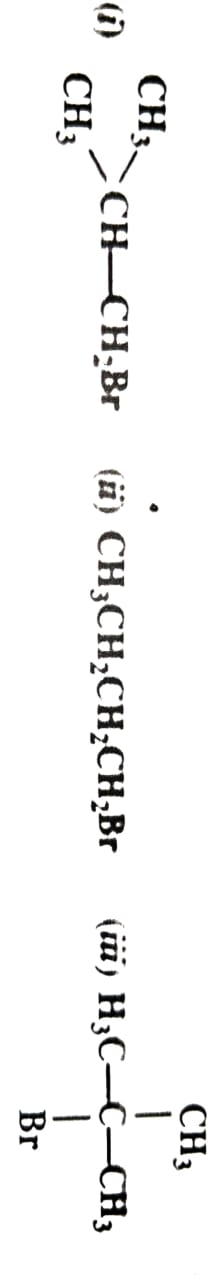 CH₃ CH₃
(i) CH—CH₂Br (ii) CH₃CH₂CH₂CH₂Br (iii) H₃C—C—CH₃
CH₃ Br